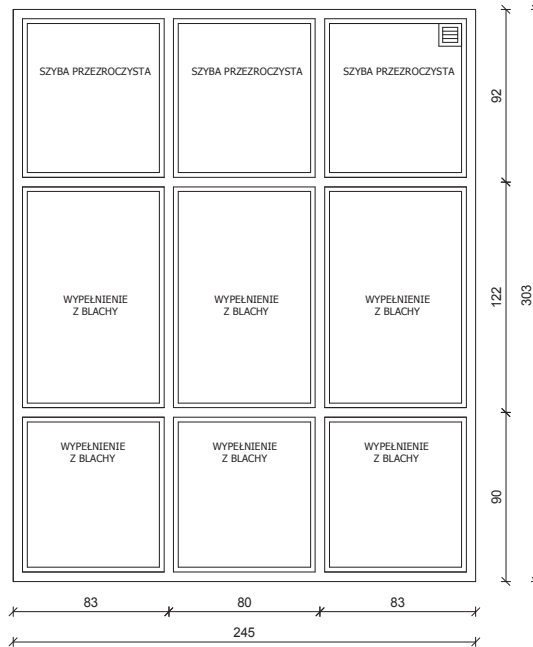 SZYBA PRZEZROCZYSTA
SZYBA PRZEZROCZYSTA
SZYBA PRZEZROCZYSTA
92
WYPEŁNIENIE
Z BLACHY
WYPEŁNIENIE
Z BLACHY
WYPEŁNIENIE
Z BLACHY
122
303
WYPEŁNIENIE
Z BLACHY
WYPEŁNIENIE
Z BLACHY
WYPEŁNIENIE
Z BLACHY
90
83
80
83
245